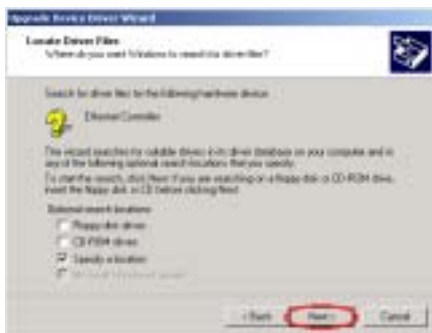 Upgrade Device Driver Wizard
Locate Driver Files
Where do you want Windows to search for driver files?
Search for driver files for the following hardware device:
Ethernet Controller
The wizard searches for suitable drivers in its driver database on your computer and in
any of the following optional search locations that you specify.
To start the search, click Next. If you are searching on a floppy disk or CD-ROM drive,
insert the floppy disk or CD before clicking Next.
Optional search locations:
Floppy disk drives
CD-ROM drives
Specify a location
Microsoft Windows Update
< Back
Next >
Cancel